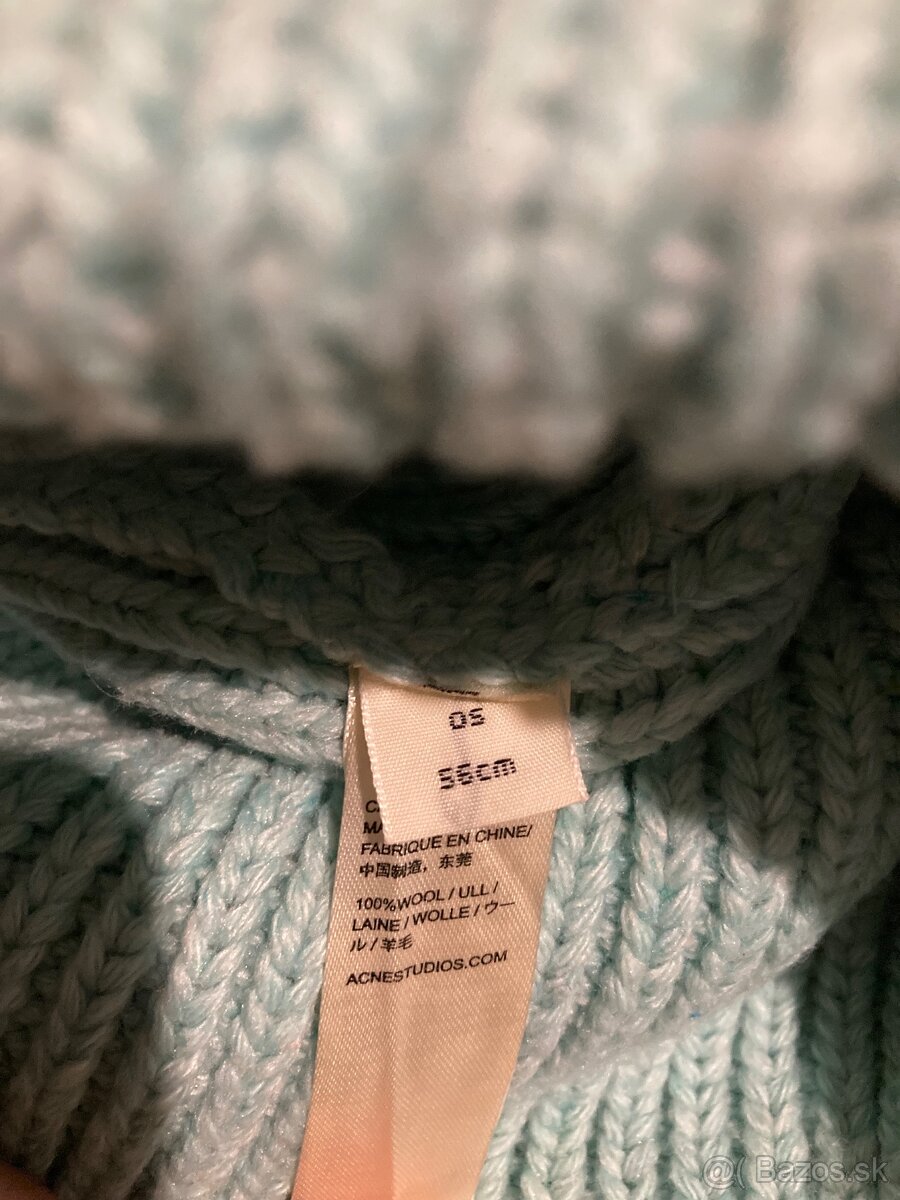 OS
56cm
FABRIQUE EN CHINE/
中国制造，东莞
100%WOOL/ULL/
LAINE/WOLLE/ウー
ル/羊毛
ACNESTUDIOS.COM
@( Bazos.sk